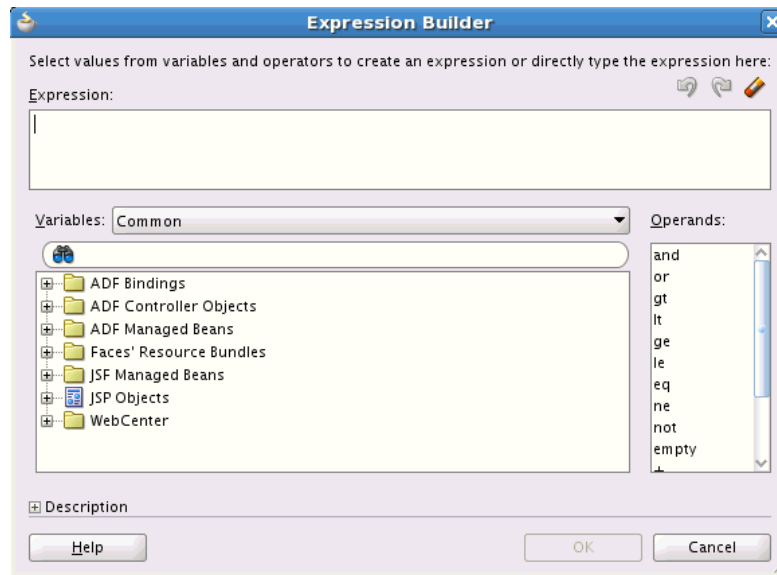 Expression Builder
Select values from variables and operators to create an expression or directly type the expression here:
Expression:
Variables: Common
Operands:
ADF Bindings
ADF Controller Objects
ADF Managed Beans
Faces' Resource Bundles
JSF Managed Beans
JSP Objects
WebCenter
and
or
gt
lt
ge
le
eq
ne
not
empty
+
Description
Help
OK
Cancel